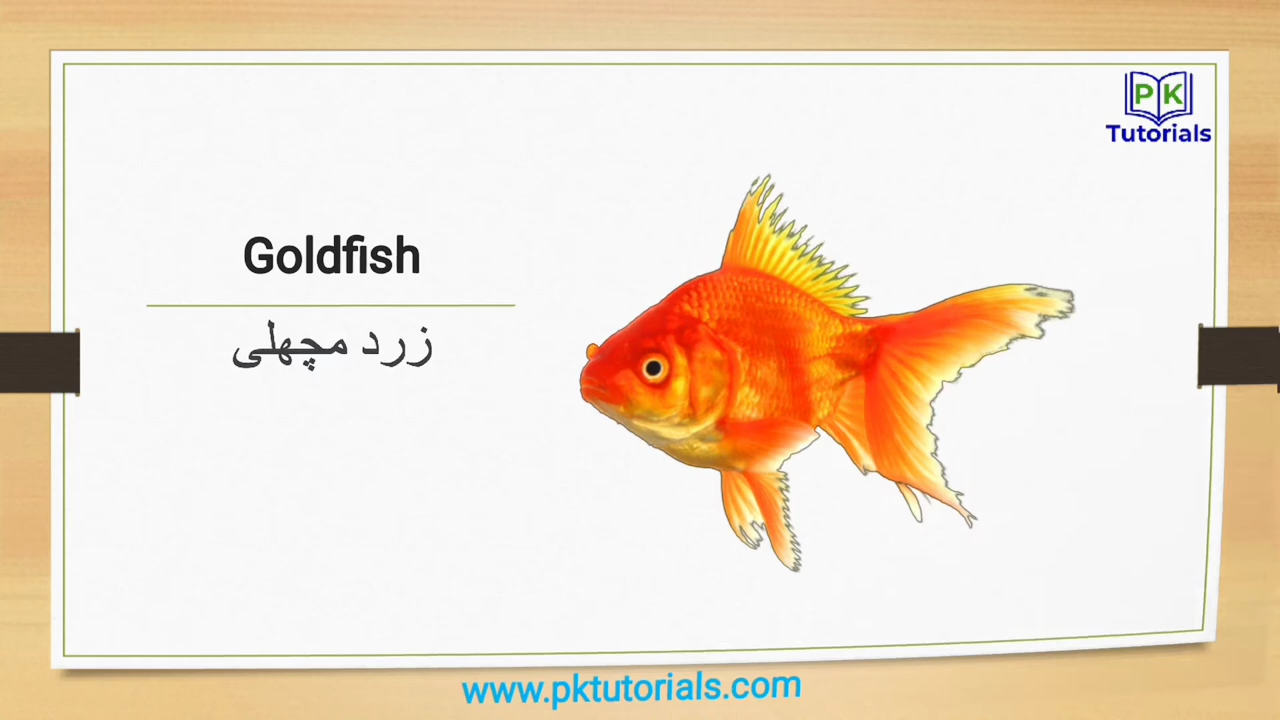 PK
Tutorials
Goldfish
زرد مچھلی
www.pktutorials.com